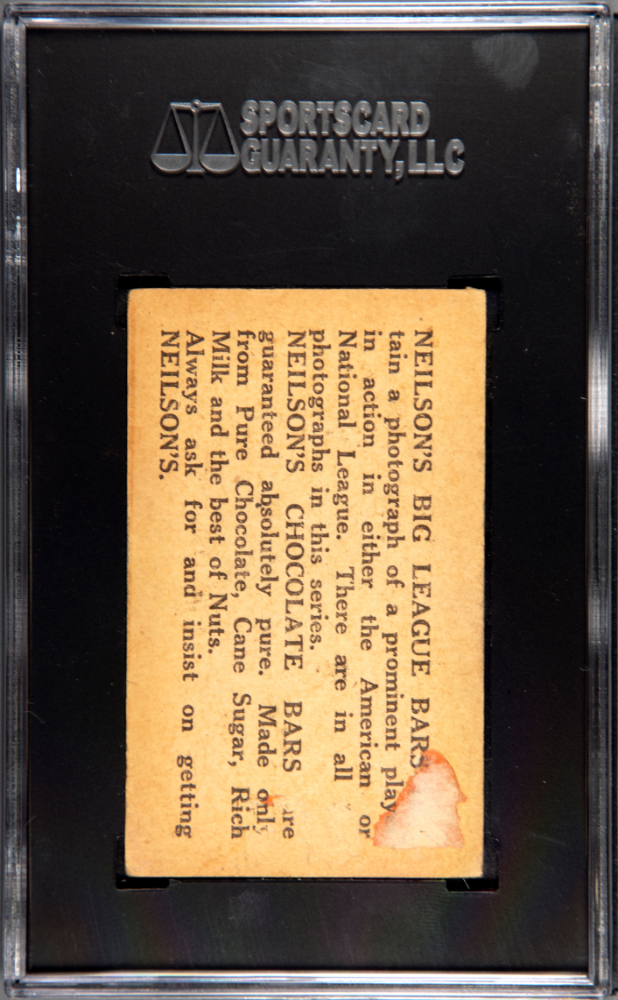 SPORTSCARD
GUARANTY, LLC
NEILSON'S BIG LEAGUE BARS
tain a photograph of a prominent play
in action in either the American or
National League. There are in all
photographs in this series.
NEILSON'S CHOCOLATE BARS re
guaranteed absolutely pure. Made only
from Pure Chocolate, Cane Sugar, Rich
Milk and the best of Nuts.
Always ask for and insist on getting
NEILSON'S.